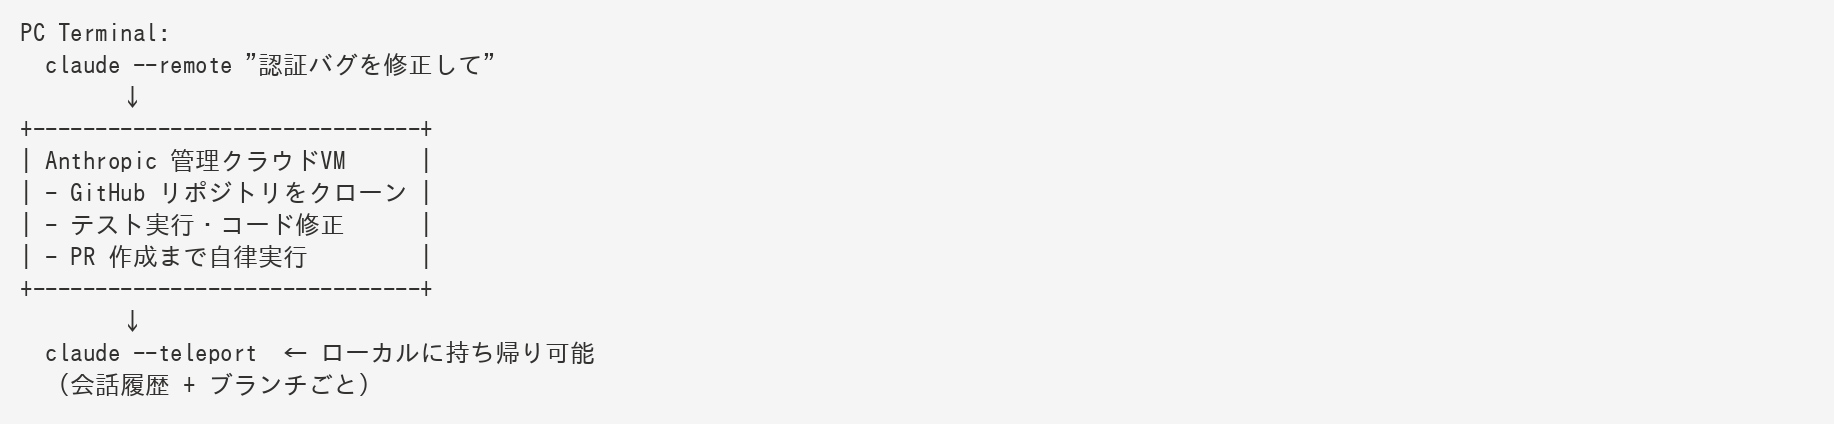 PC Terminal:
  claude --remote ”認証バグを修正して”
        ↓
+-------------------------------+
| Anthropic 管理クラウドVM      |
| - GitHub リポジトリをクローン |
| - テスト実行・コード修正      |
| - PR 作成まで自律実行         |
+-------------------------------+
        ↓
  claude --teleport  ← ローカルに持ち帰り可能
  （会話履歴 + ブランチごと）